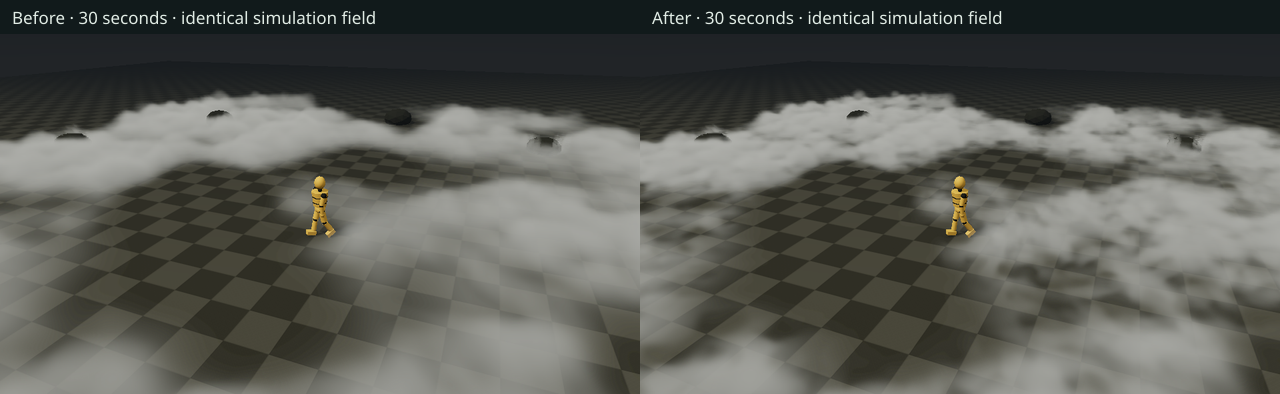 Before · 30 seconds · identical simulation field
After · 30 seconds · identical simulation field